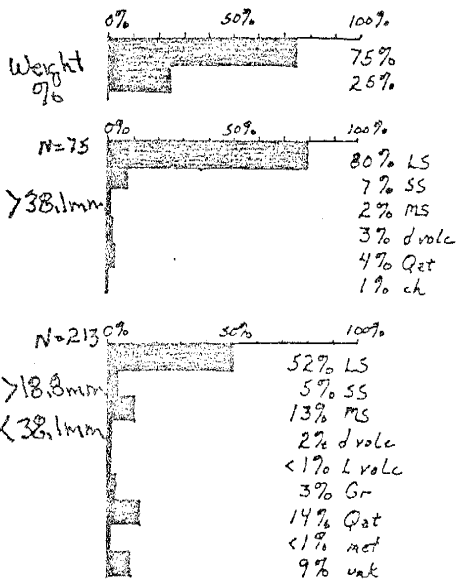 0% 50% 100%
Weight 75%
% 25%
0% 50% 100%
N=75
80% LS
7% SS
>38.1mm 2% MS
3% d volc
4% Qzt
1% ch
N=213 0% 50% 100%
52% LS
>18.8mm 5% SS
13% MS
<38.1mm 2% d volc
<1% L volc
3% Gr
14% Qzt
<1% met
9% unk